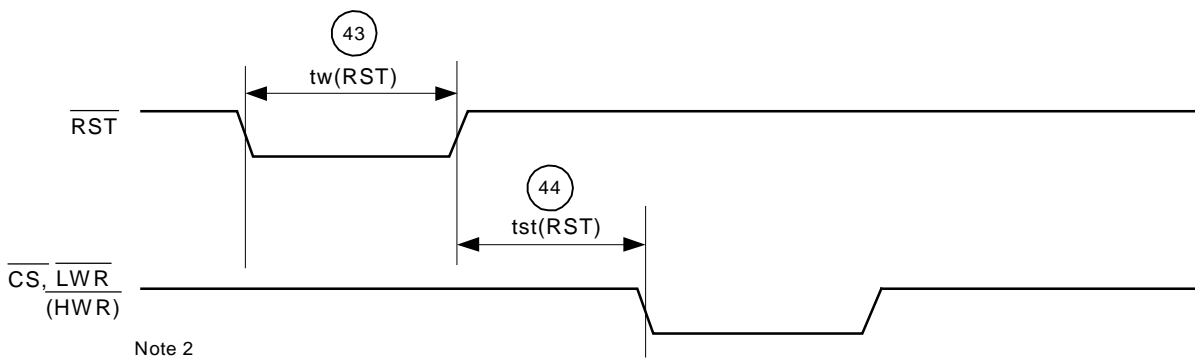 43
tw(RST)
RST
44
tst(RST)
CS, LWR
(HWR)
Note 2